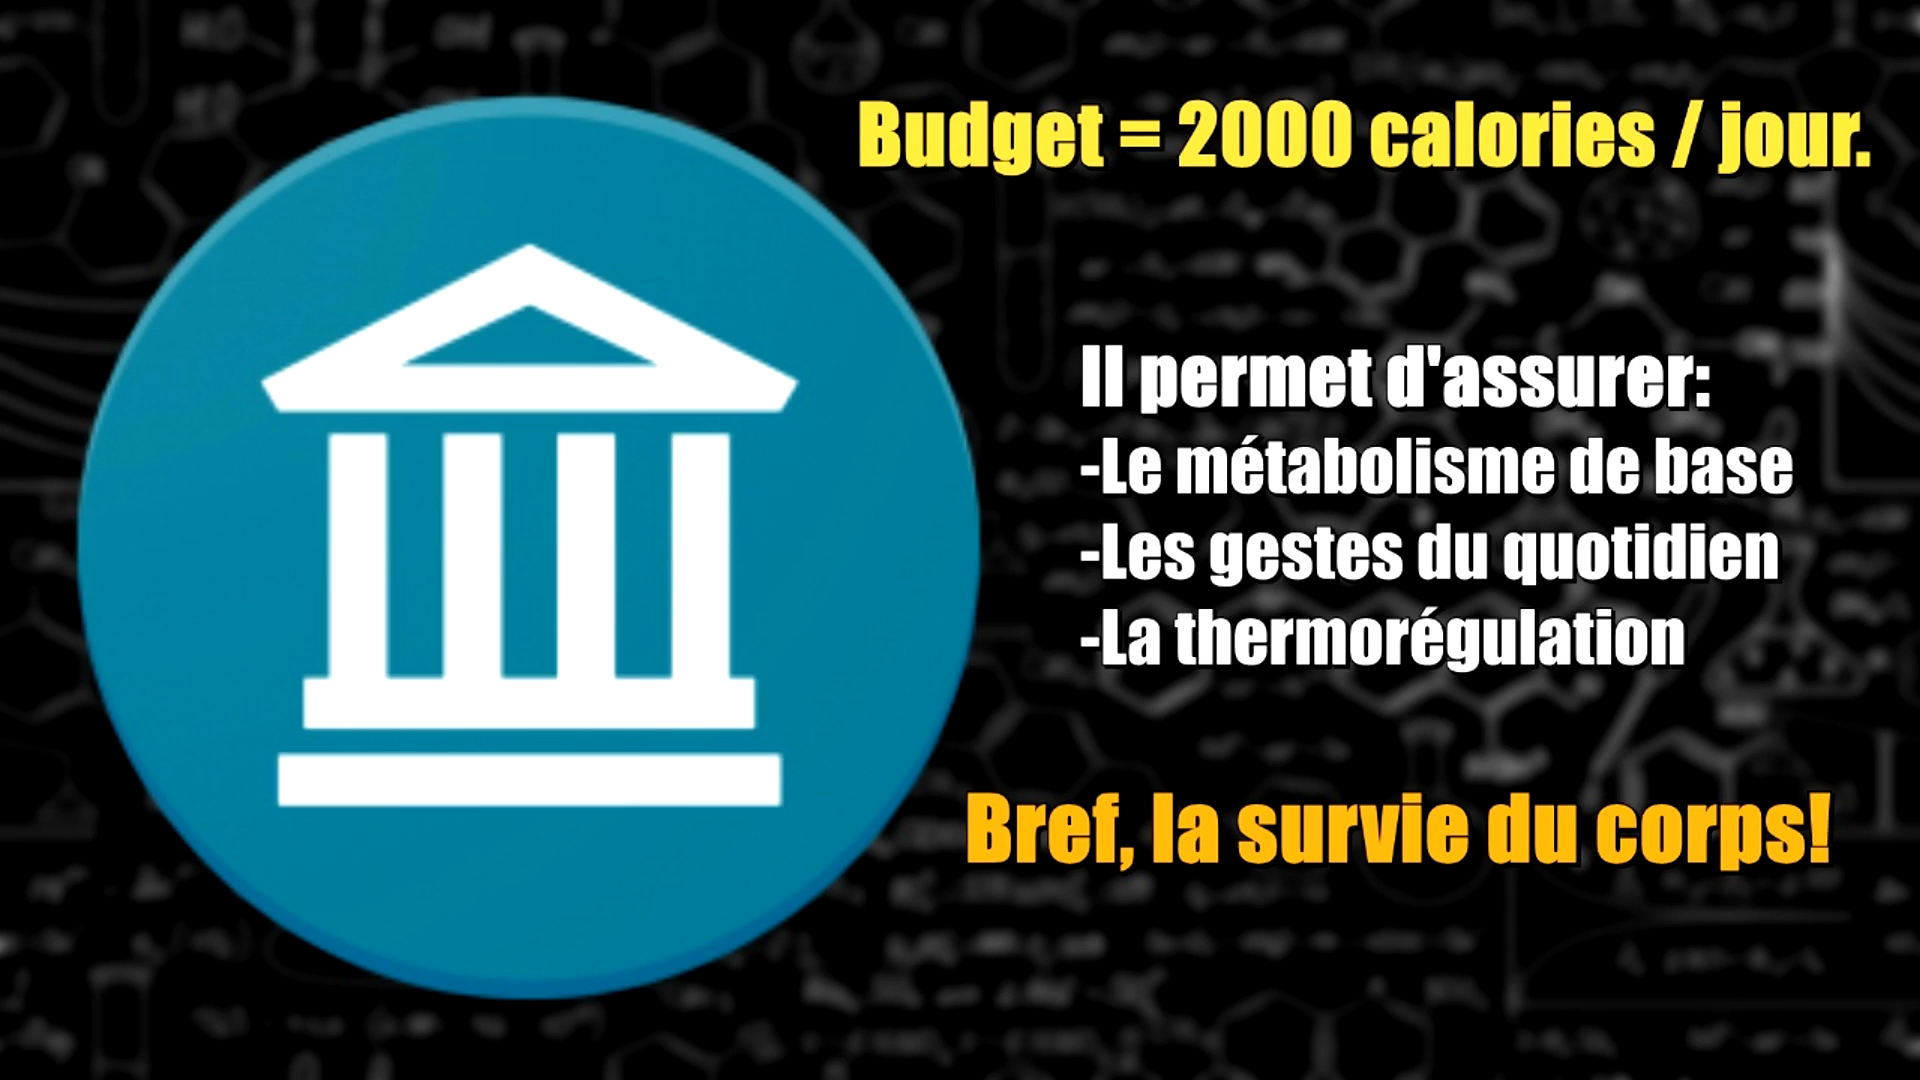 Budget = 2000 calories / jour.
Il permet d'assurer:
-Le métabolisme de base
-Les gestes du quotidien
-La thermorégulation
Bref, la survie du corps!